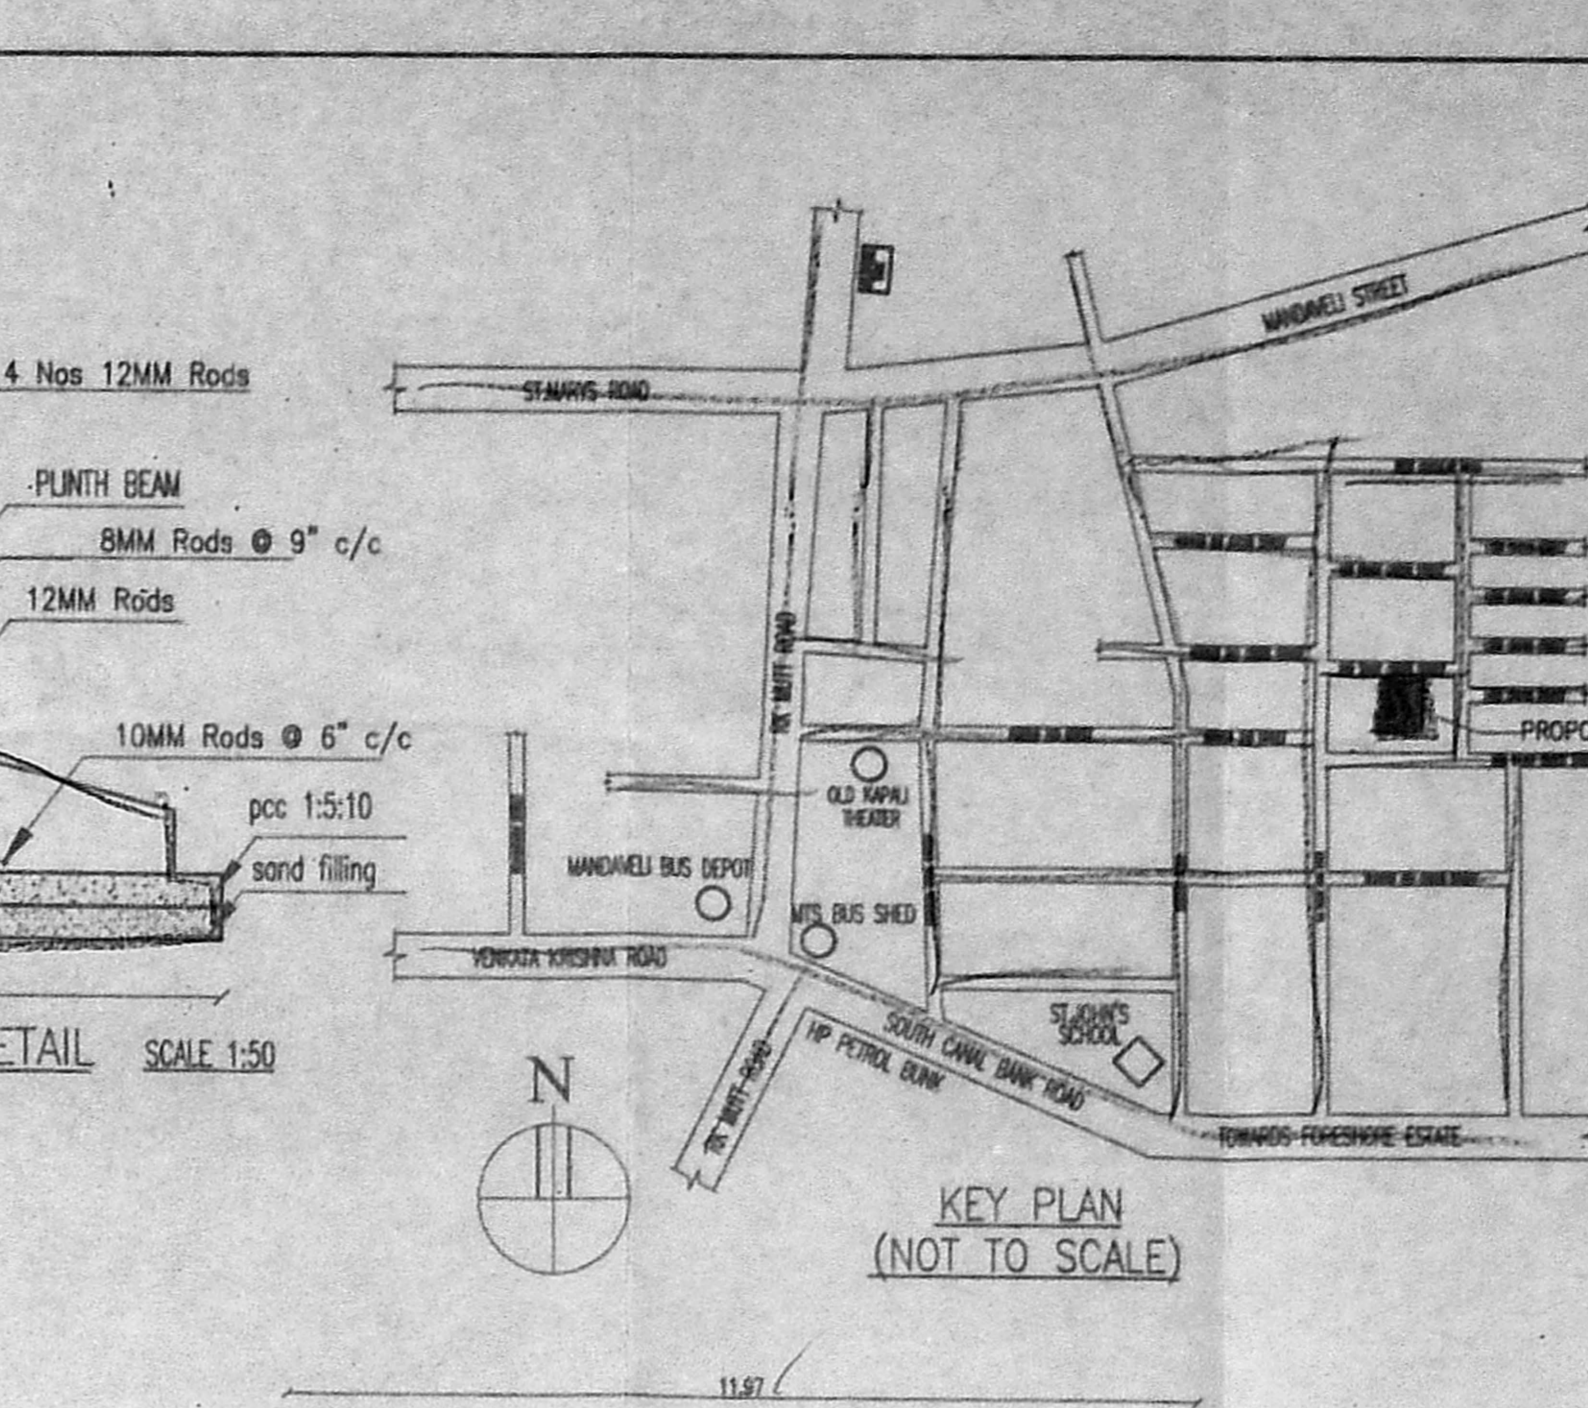 4 Nos 12MM Rods
PLINTH BEAM
8MM Rods @ 9" c/c
12MM Rods
10MM Rods @ 6" c/c
pcc 1:5:10
sand filling
ETAIL SCALE 1:50
MANDAVELI STREET
ST.MARYS ROAD
RK MUTT ROAD
PROPO
OLD KAPALI
THEATER
MANDAVELI BUS DEPOT
MTS BUS SHED
VENKATA KRISHNA ROAD
ST.JOHN'S
SCHOOL
SOUTH CANAL BANK ROAD
HP PETROL BUNK
RK MUTT ROAD
TOWARDS FORESHORE ESTATE
N
KEY PLAN
(NOT TO SCALE)
11.97